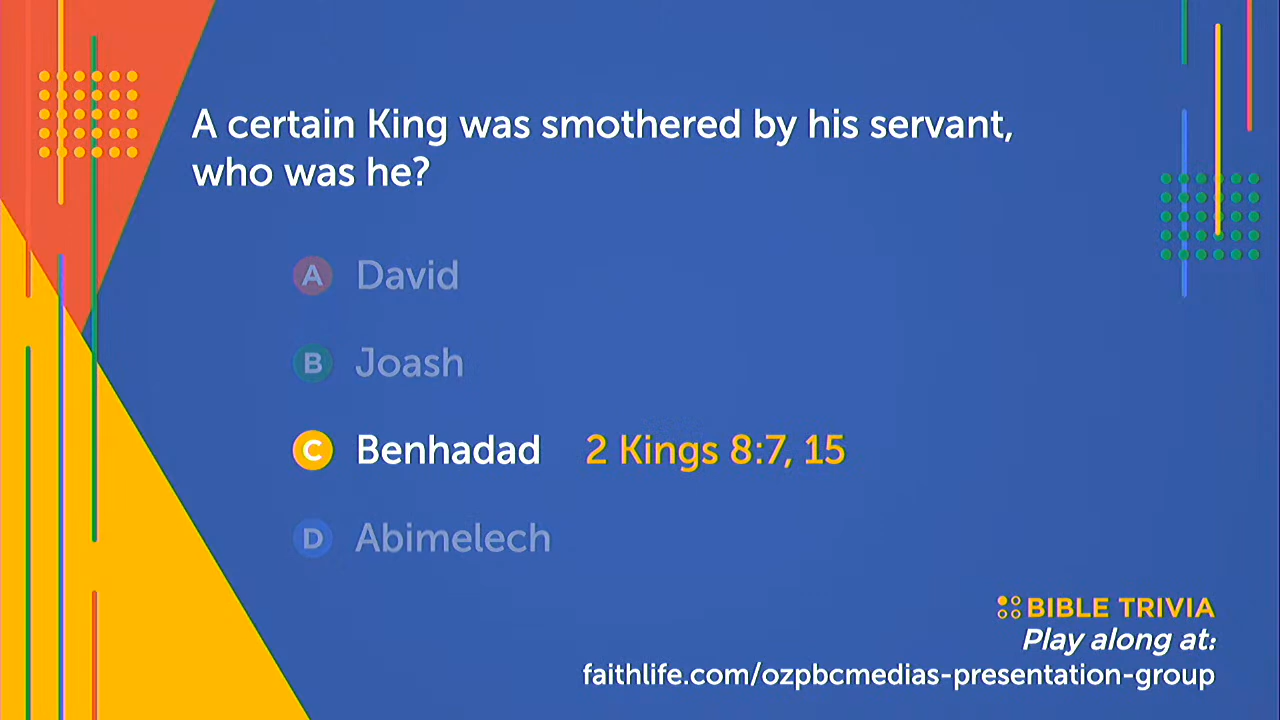 A certain King was smothered by his servant,
who was he?
A David
B Joash
C Benhadad 2 Kings 8:7, 15
D Abimelech
BIBLE TRIVIA
Play along at:
faithlife.com/ozpbcmedias-presentation-group